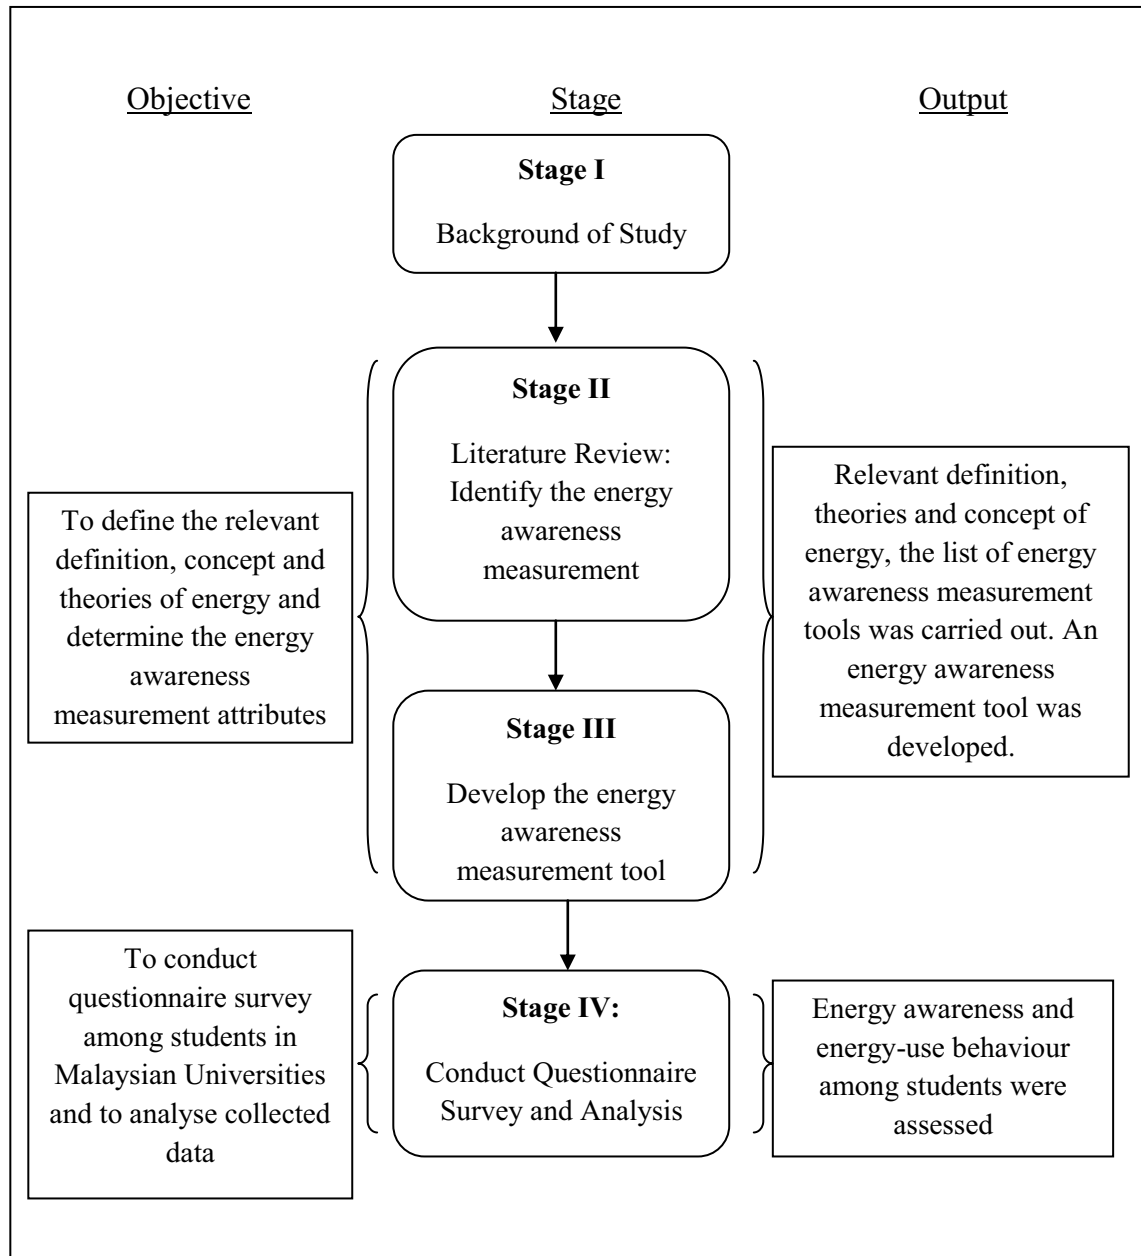 Objective
Stage
Output
Stage I
Background of Study
Stage II
Literature Review:
Identify the energy
awareness
measurement
To define the relevant
definition, concept and
theories of energy and
determine the energy
awareness
measurement attributes
Relevant definition,
theories and concept of
energy, the list of energy
awareness measurement
tools was carried out. An
energy awareness
measurement tool was
developed.
Stage III
Develop the energy
awareness
measurement tool
To conduct
questionnaire survey
among students in
Malaysian Universities
and to analyse collected
data
Stage IV:
Conduct Questionnaire
Survey and Analysis
Energy awareness and
energy-use behaviour
among students were
assessed